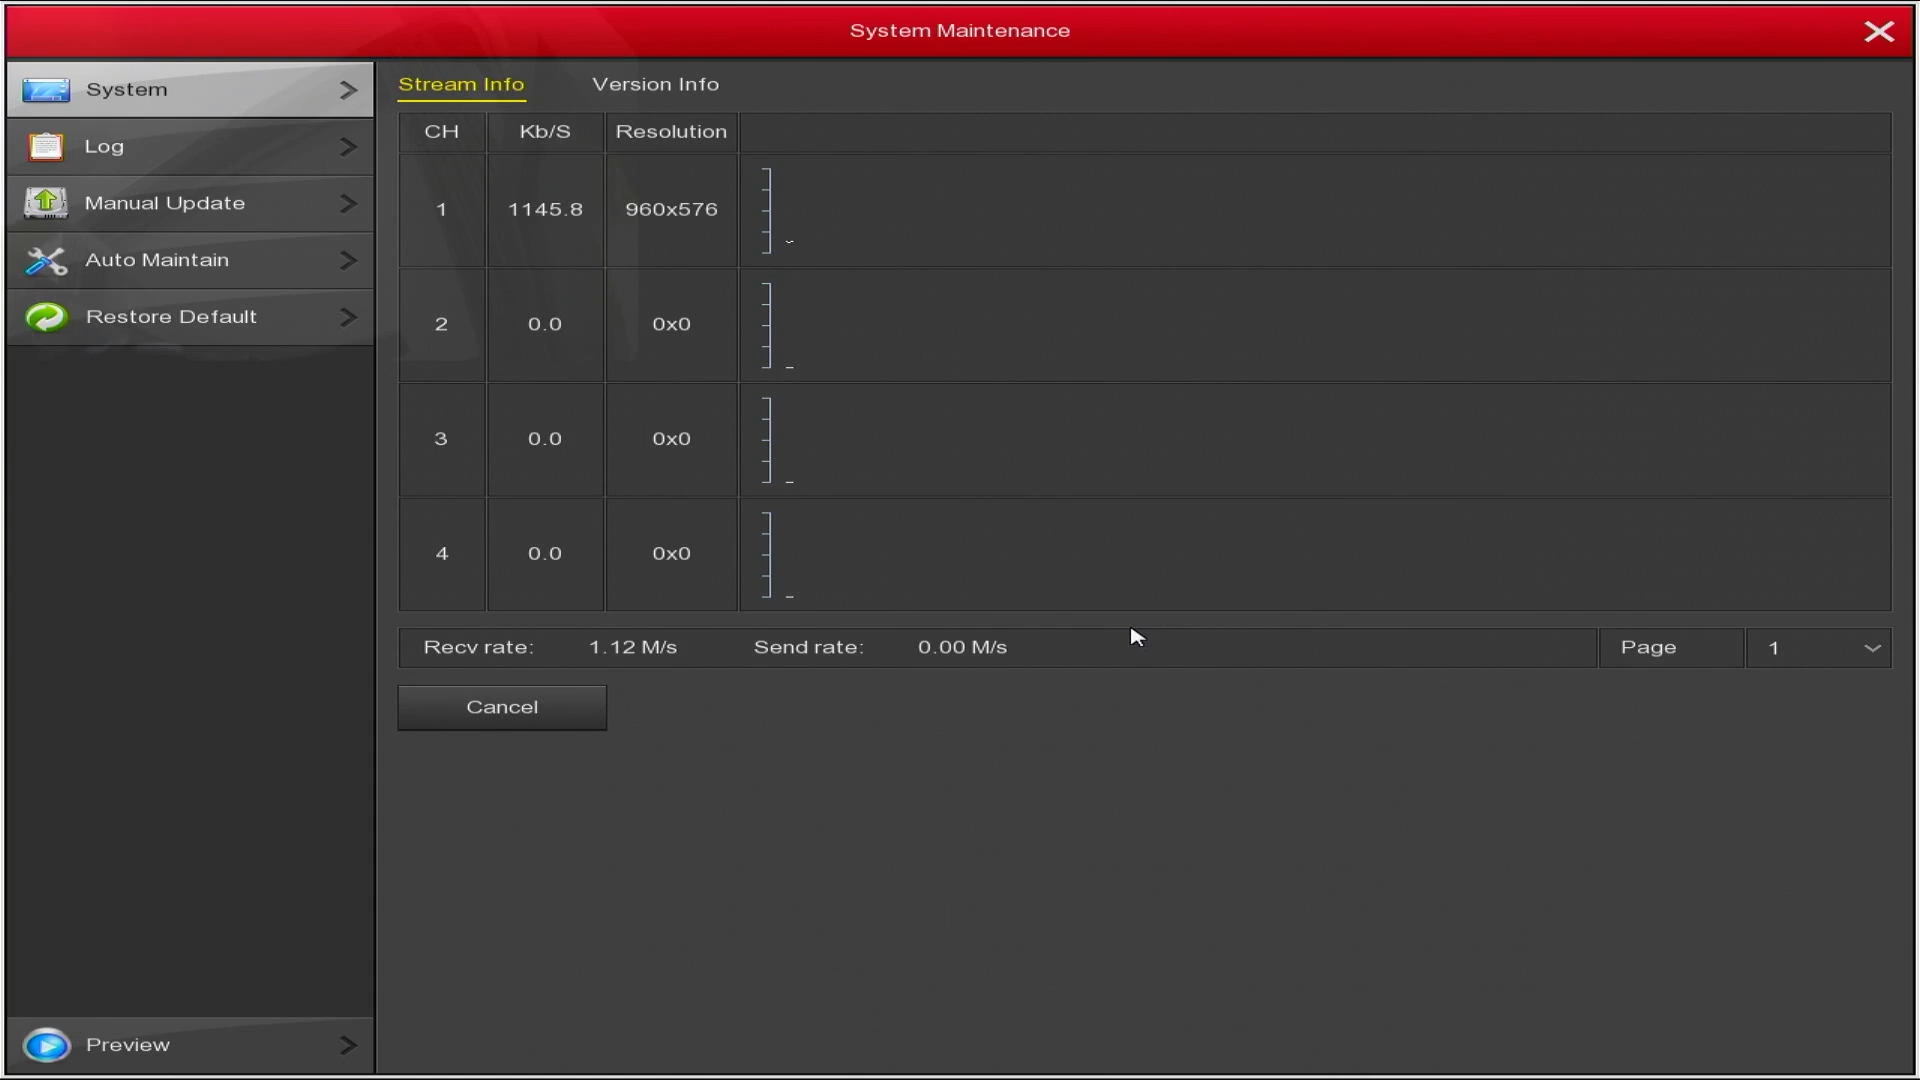 System Maintenance
System
Log
Manual Update
Auto Maintain
Restore Default
Preview
Stream Info Version Info
CH Kb/S Resolution
1 1145.8 960x576
2 0.0 0x0
3 0.0 0x0
4 0.0 0x0
Recv rate: 1.12 M/s Send rate: 0.00 M/s Page 1
Cancel